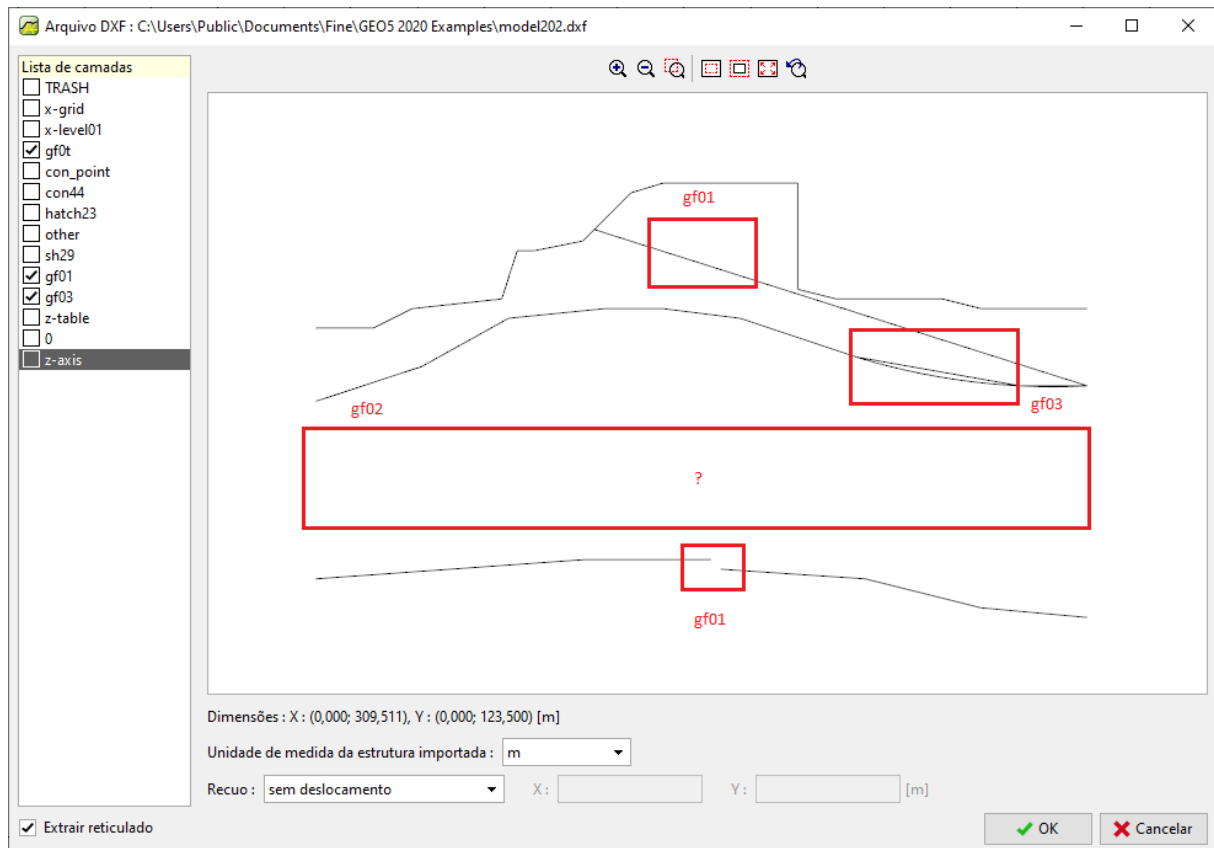 Arquivo DXF : C:\Users\Public\Documents\Fine\GEO5 2020 Examples\model202.dxf
Lista de camadas
TRASH
x-grid
x-level01
gf0t
con_point
con44
hatch23
other
sh29
gf01
gf03
z-table
0
z-axis
gf01
gf02
gf03
?
gf01
Dimensões : X : (0,000; 309,511), Y : (0,000; 123,500) [m]
Unidade de medida da estrutura importada : m
Recuo : sem deslocamento X : Y : [m]
Extrair reticulado
OK Cancelar